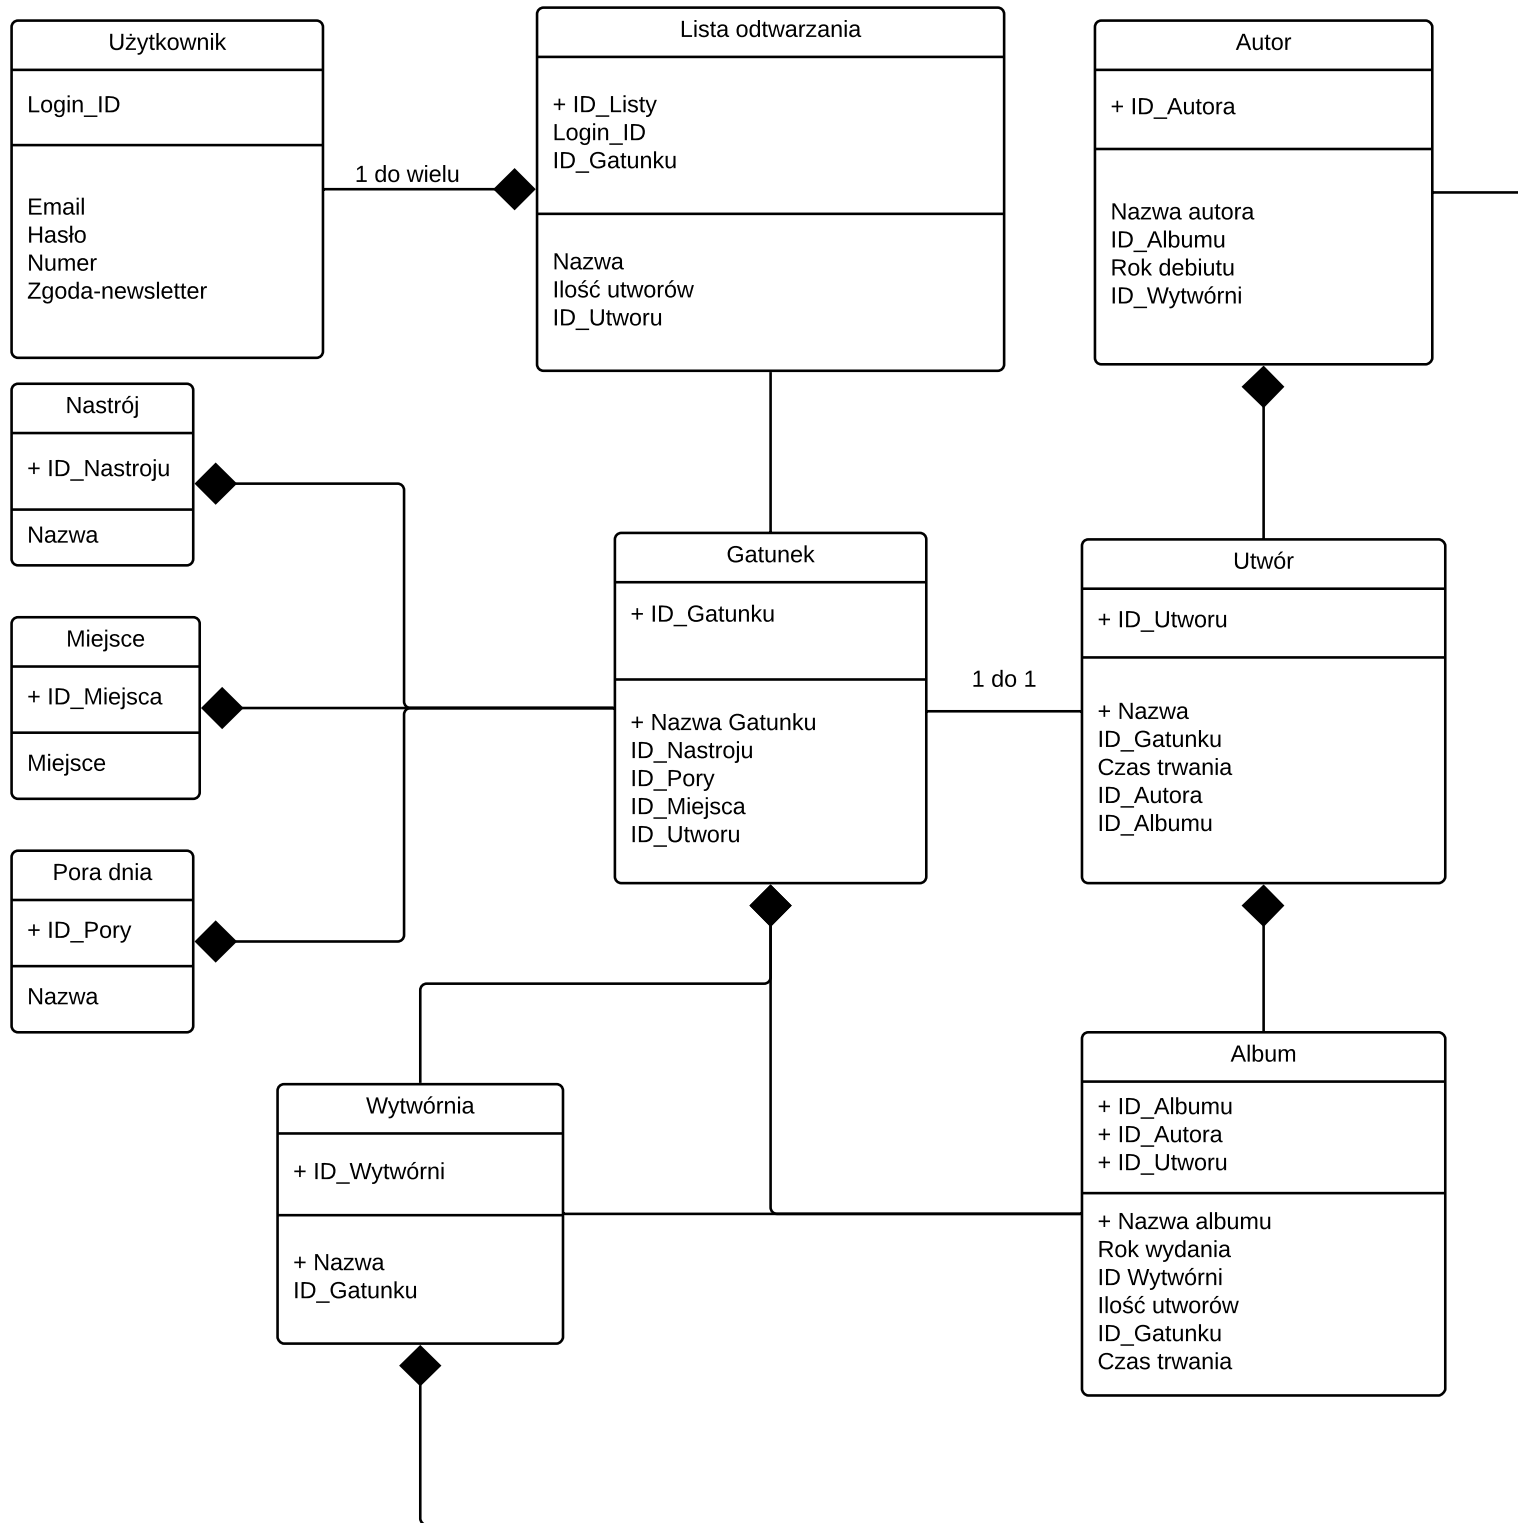 Użytkownik
Login_ID
Email
Hasło
Numer
Zgoda-newsletter
1 do wielu
Lista odtwarzania
+ ID_Listy
Login_ID
ID_Gatunku
Nazwa
Ilość utworów
ID_Utworu
Autor
+ ID_Autora
Nazwa autora
ID_Albumu
Rok debiutu
ID_Wytwórni
Nastrój
+ ID_Nastroju
Nazwa
Miejsce
+ ID_Miejsca
Miejsce
Pora dnia
+ ID_Pory
Nazwa
Gatunek
+ ID_Gatunku
+ Nazwa Gatunku
ID_Nastroju
ID_Pory
ID_Miejsca
ID_Utworu
1 do 1
Utwór
+ ID_Utworu
+ Nazwa
ID_Gatunku
Czas trwania
ID_Autora
ID_Albumu
Wytwórnia
+ ID_Wytwórni
+ Nazwa
ID_Gatunku
Album
+ ID_Albumu
+ ID_Autora
+ ID_Utworu
+ Nazwa albumu
Rok wydania
ID Wytwórni
Ilość utworów
ID_Gatunku
Czas trwania